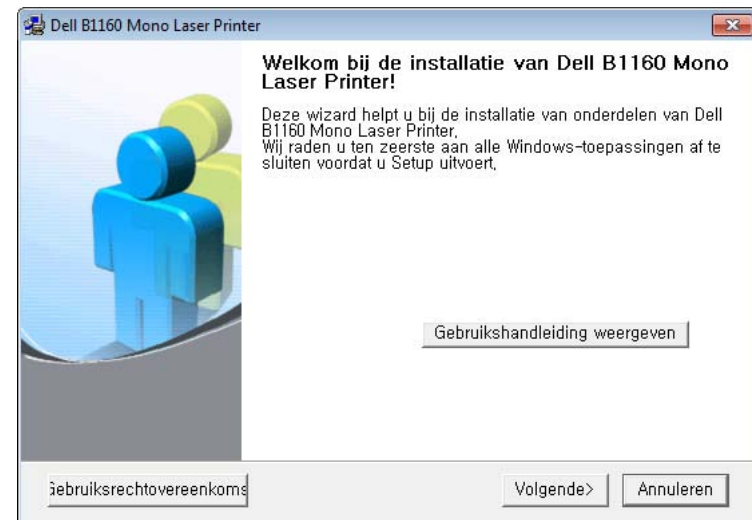 Dell B1160 Mono Laser Printer
Welkom bij de installatie van Dell B1160 Mono
Laser Printer!
Deze wizard helpt u bij de installatie van onderdelen van Dell
B1160 Mono Laser Printer,
Wij raden u ten zeerste aan alle Windows-toepassingen af te
sluiten voordat u Setup uitvoert,
Gebruikshandleiding weergeven
Gebruiksrechtovereenkoms
Volgende>
Annuleren